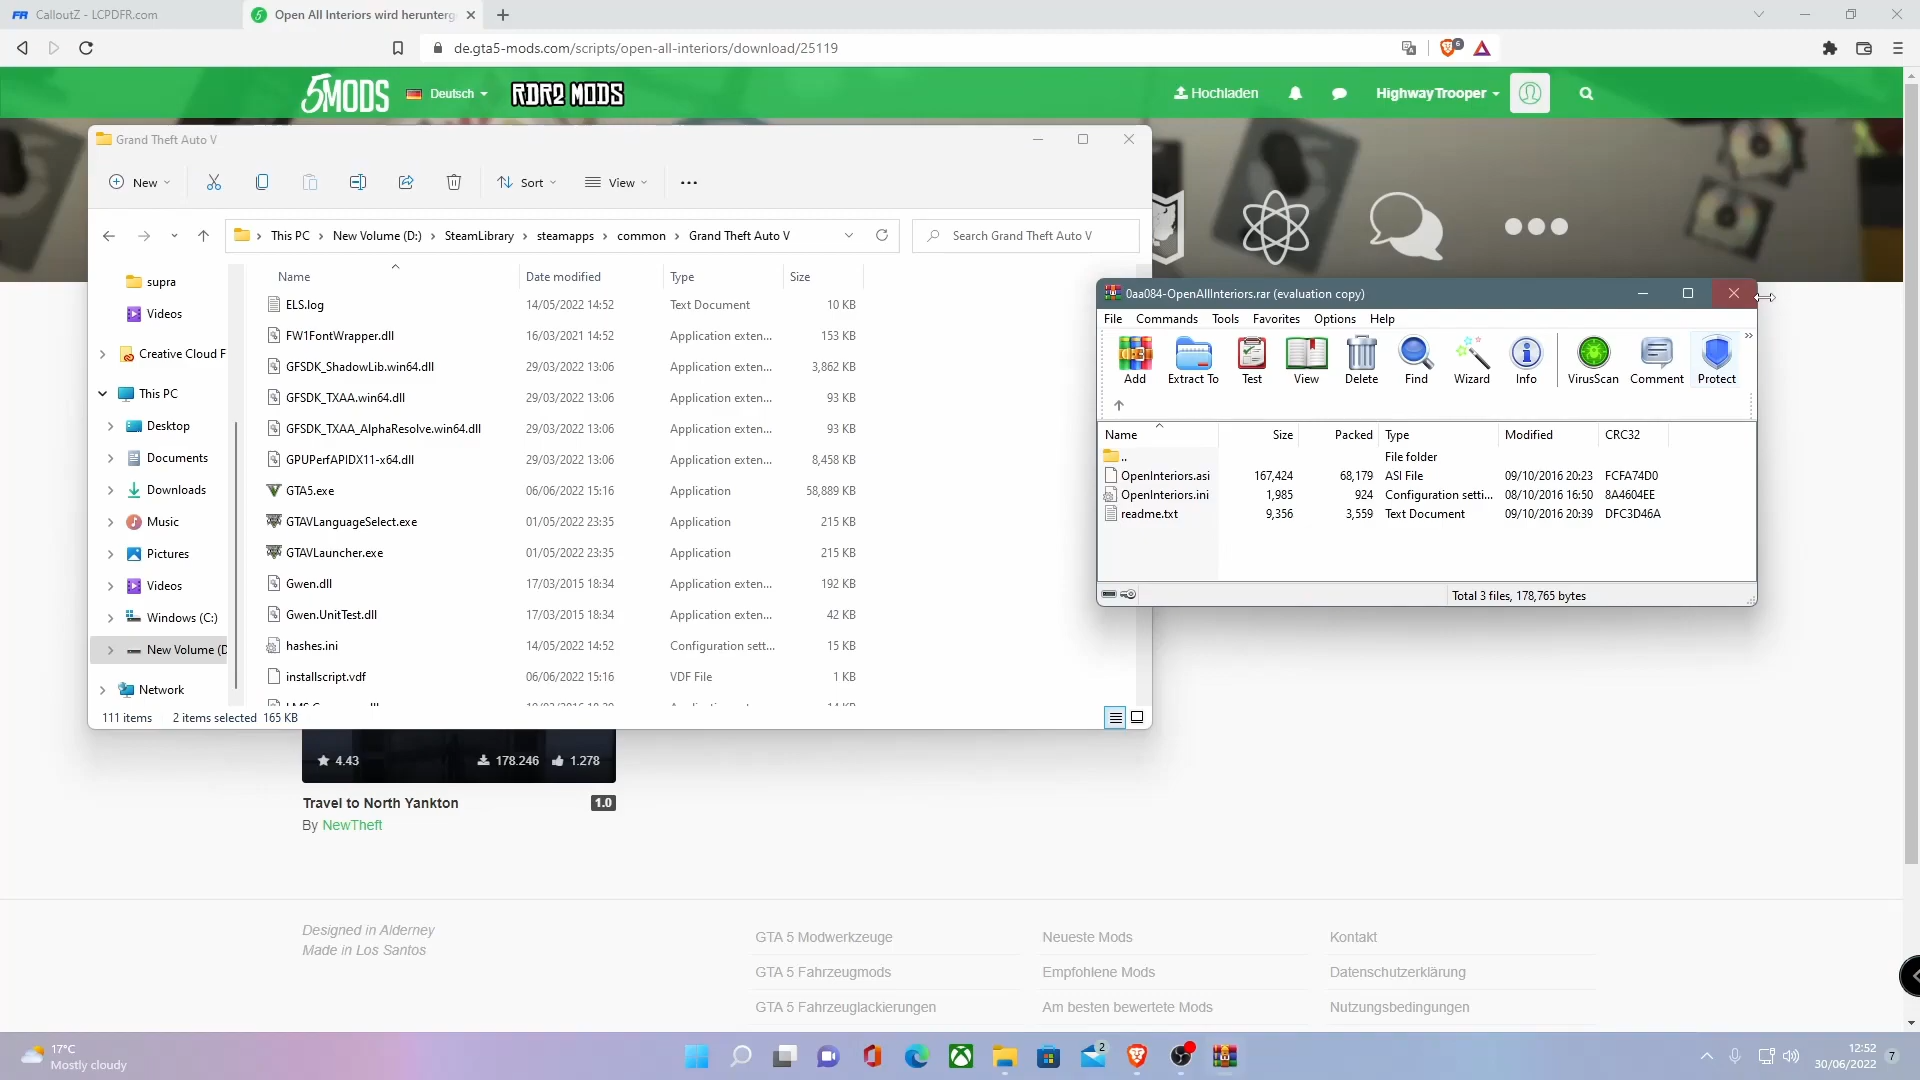 CalloutZ - LCPDFR.com
Open All Interiors wird herunterg
de.gta5-mods.com/scripts/open-all-interiors/download/25119
6
5MODS
Deutsch
RDR2 MODS
Hochladen
HighwayTrooper
Grand Theft Auto V
New
Sort
View
This PC > New Volume (D:) > SteamLibrary > steamapps > common > Grand Theft Auto V
Search Grand Theft Auto V
supra
Videos
Creative Cloud F
This PC
Desktop
Documents
Downloads
Music
Pictures
Videos
Windows (C:)
New Volume (D
Network
Name Date modified Type Size
ELS.log 14/05/2022 14:52 Text Document 10 KB
FW1FontWrapper.dll 16/03/2021 14:52 Application exten... 153 KB
GFSDK_ShadowLib.win64.dll 29/03/2022 13:06 Application exten... 3,862 KB
GFSDK_TXAA.win64.dll 29/03/2022 13:06 Application exten... 93 KB
GFSDK_TXAA_AlphaResolve.win64.dll 29/03/2022 13:06 Application exten... 93 KB
GPUPerfAPIDX11-x64.dll 29/03/2022 13:06 Application exten... 8,458 KB
GTA5.exe 06/06/2022 15:16 Application 58,889 KB
GTAVLanguageSelect.exe 01/05/2022 23:35 Application 215 KB
GTAVLauncher.exe 01/05/2022 23:35 Application 215 KB
Gwen.dll 17/03/2015 18:34 Application exten... 192 KB
Gwen.UnitTest.dll 17/03/2015 18:34 Application exten... 42 KB
hashes.ini 14/05/2022 14:52 Configuration sett... 15 KB
installscript.vdf 06/06/2022 15:16 VDF File 1 KB
111 items 2 items selected 165 KB
0aa084-OpenAllInteriors.rar (evaluation copy)
File Commands Tools Favorites Options Help
Add Extract To Test View Delete Find Wizard Info VirusScan Comment Protect
Name Size Packed Type Modified CRC32
.. File folder
OpenInteriors.asi 167,424 68,179 ASI File 09/10/2016 20:23 FCFA74D0
OpenInteriors.ini 1,985 924 Configuration setti... 08/10/2016 16:50 8A4604EE
readme.txt 9,356 3,559 Text Document 09/10/2016 20:39 DFC3D46A
Total 3 files, 178,765 bytes
4.43 178.246 1.278
Travel to North Yankton 1.0
By NewTheft
Designed in Alderney
Made in Los Santos
GTA 5 Modwerkzeuge
GTA 5 Fahrzeugmods
GTA 5 Fahrzeuglackierungen
Neueste Mods
Empfohlene Mods
Am besten bewertete Mods
Kontakt
Datenschutzerklärung
Nutzungsbedingungen
17°C
Mostly cloudy
2
12:52
30/06/2022
7